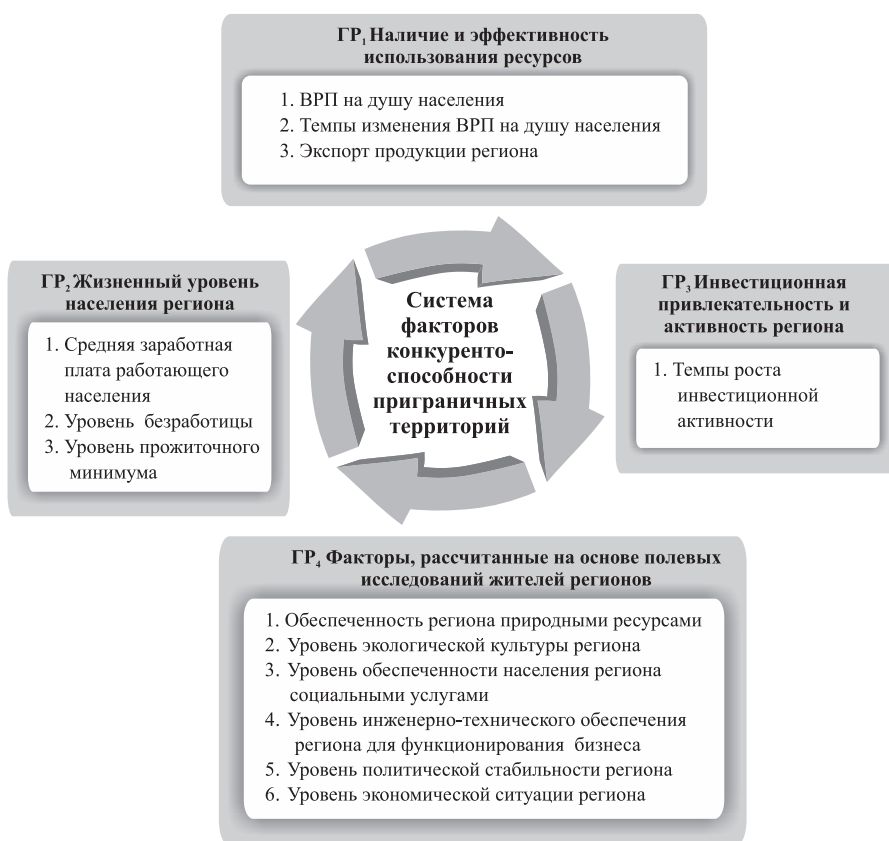 ГР₁ Наличие и эффективность
использования ресурсов
1. ВРП на душу населения
2. Темпы изменения ВРП на душу населения
3. Экспорт продукции региона
ГР₂ Жизненный уровень
населения региона
1. Средняя заработная
плата работающего
населения
2. Уровень безработицы
3. Уровень прожиточного
минимума
Система
факторов
конкуренто-
способности
приграничных
территорий
ГР₃ Инвестиционная
привлекательность и
активность региона
1. Темпы роста
инвестиционной
активности
ГР₄ Факторы, рассчитанные на основе полевых
исследований жителей регионов
1. Обеспеченность региона природными ресурсами
2. Уровень экологической культуры региона
3. Уровень обеспеченности населения региона
социальными услугами
4. Уровень инженерно-технического обеспечения
региона для функционирования бизнеса
5. Уровень политической стабильности региона
6. Уровень экономической ситуации региона